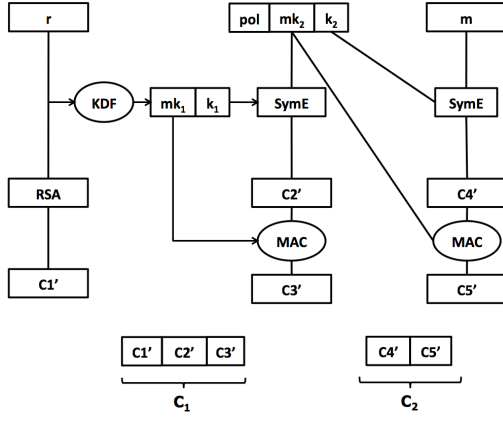 r
pol mk₂ k₂
m
KDF
mk₁ k₁
SymE
SymE
RSA
C2’
C4’
MAC
MAC
C1’
C3’
C5’
C1’ C2’ C3’
C4’ C5’
C₁
C₂